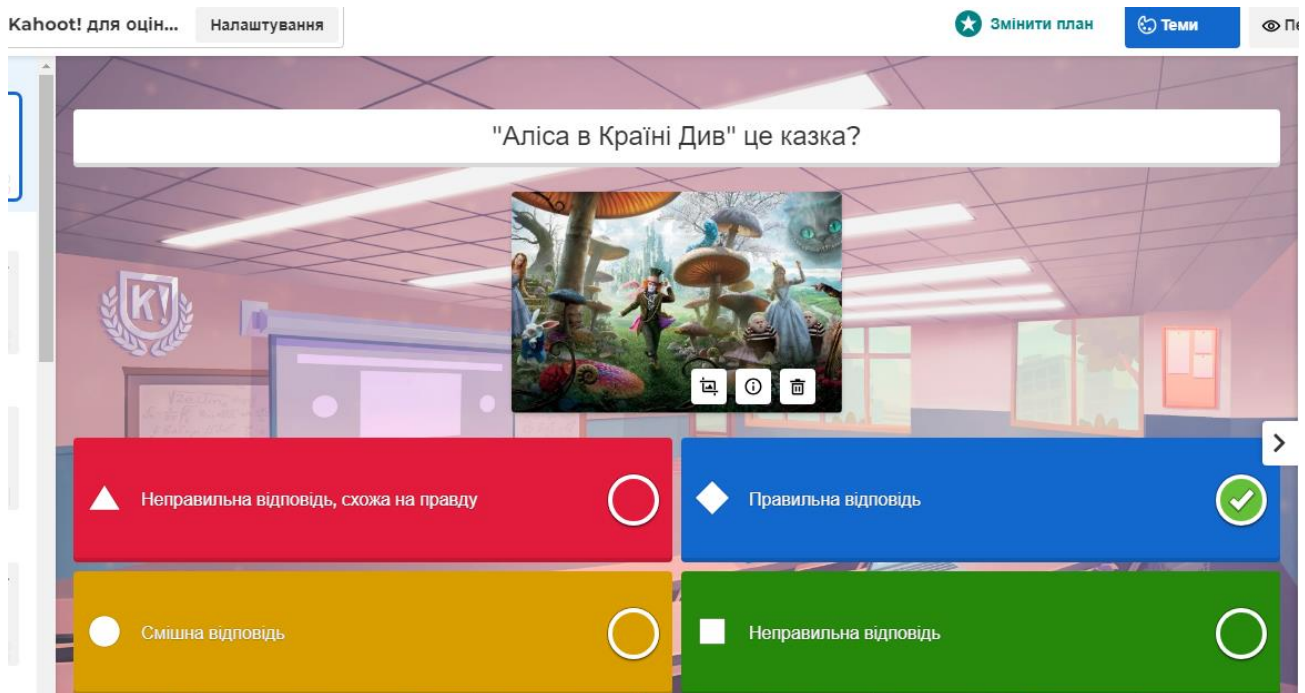 Kahoot! для оцін...
Налаштування
Змінити план
Теми
"Аліса в Країні Див" це казка?
K!
Неправильна відповідь, схожа на правду
Правильна відповідь
Смішна відповідь
Неправильна відповідь